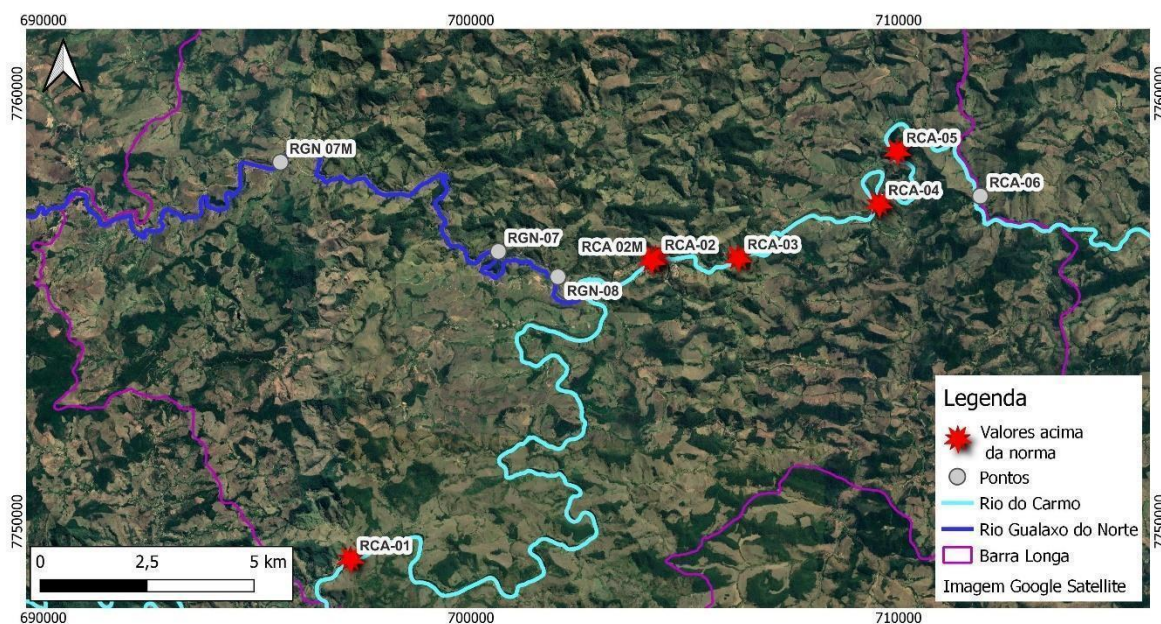 690000
700000
710000
7760000
7760000
RGN 07M
RCA-05
RCA-04
RCA-06
RGN-07
RCA 02M
RCA-02
RCA-03
RGN-08
Legenda
Valores acima
da norma
Pontos
Rio do Carmo
Rio Gualaxo do Norte
Barra Longa
Imagem Google Satellite
7750000
7750000
RCA-01
0
2,5
5 km
690000
700000
710000